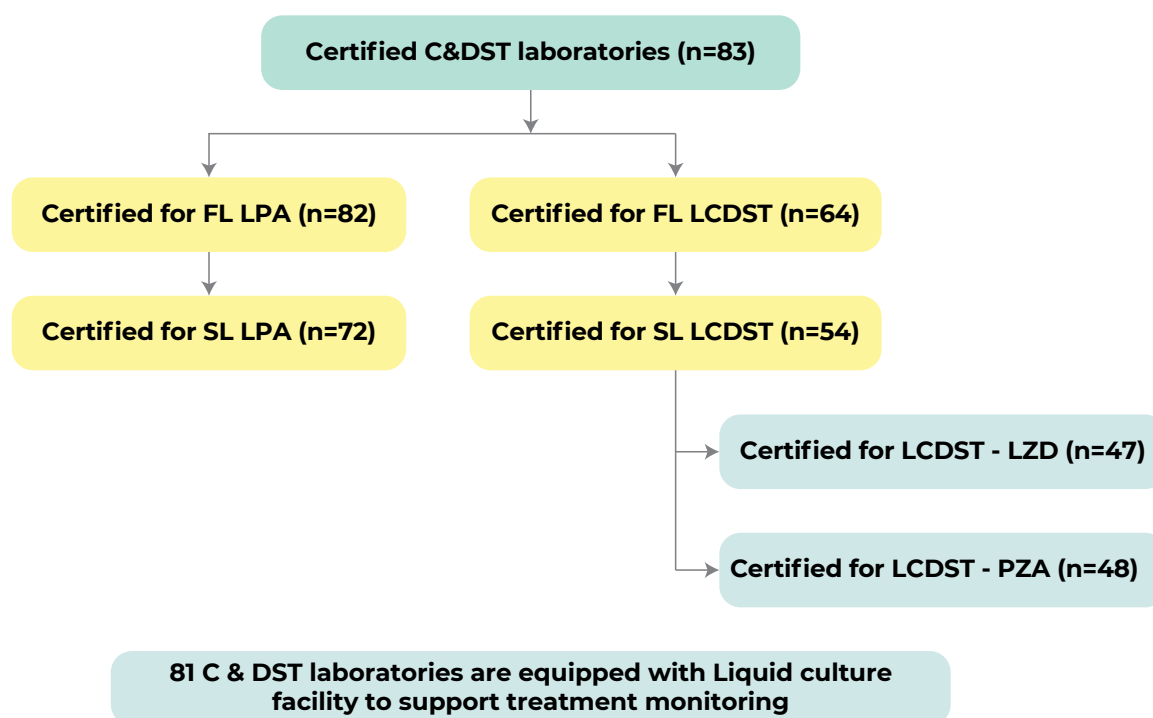 Certified C&DST laboratories (n=83)
Certified for FL LPA (n=82)
Certified for FL LCDST (n=64)
Certified for SL LPA (n=72)
Certified for SL LCDST (n=54)
Certified for LCDST - LZD (n=47)
Certified for LCDST - PZA (n=48)
81 C & DST laboratories are equipped with Liquid culture
facility to support treatment monitoring